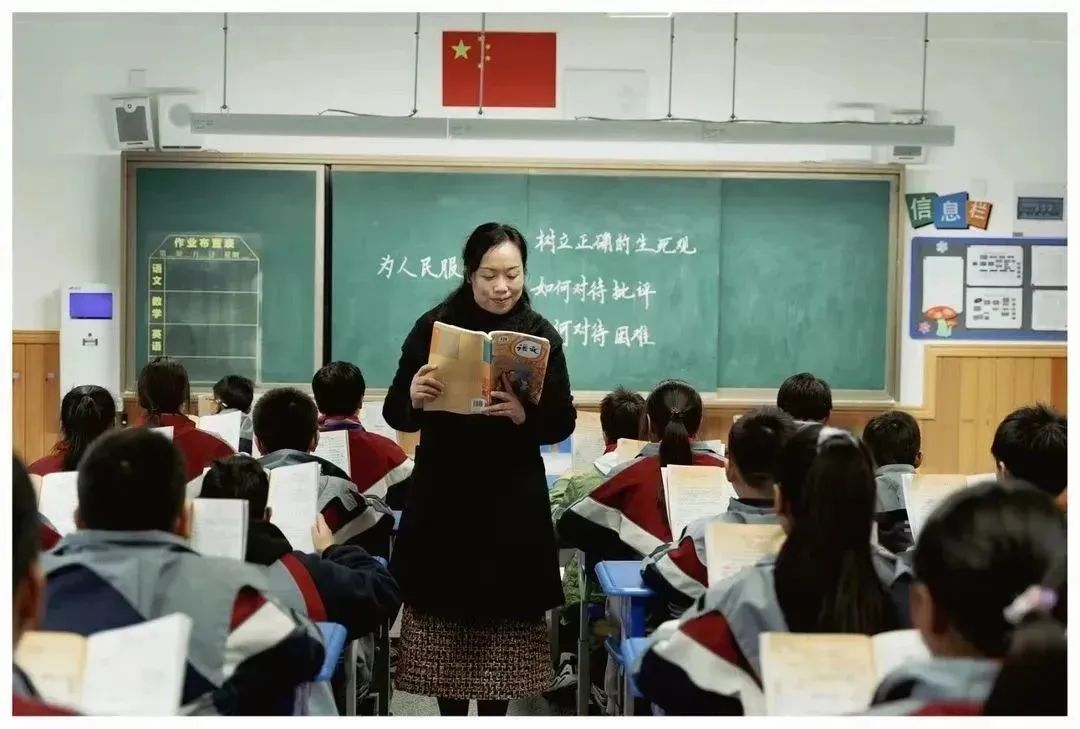 作业布置表
语文
数学
英语
为人民服
树立正确的生死观
如何对待批评
何对待困难
语文
信息栏